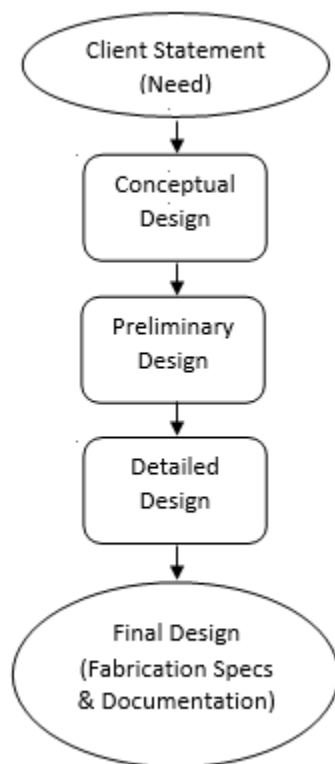 Client Statement
(Need)
Conceptual
Design
Preliminary
Design
Detailed
Design
Final Design
(Fabrication Specs
& Documentation)